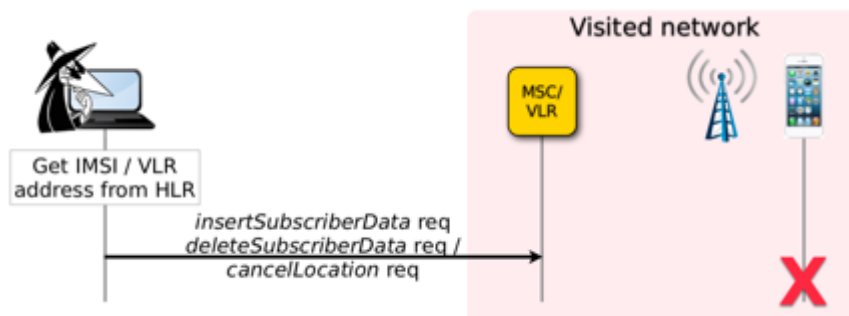 Visited network
MSC/
VLR
Get IMSI / VLR
address from HLR
insertSubscriberData req
deleteSubscriberData req /
cancelLocation req